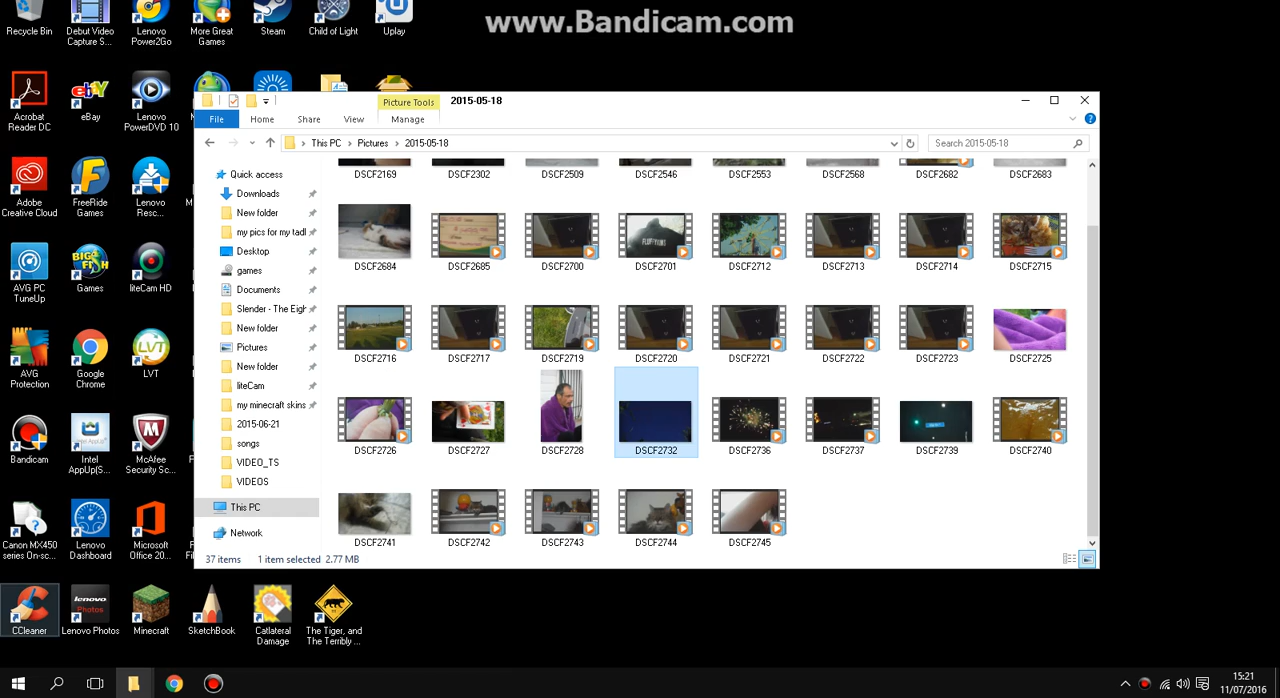 www.Bandicam.com
Recycle Bin
Debut Video Capture S...
Lenovo Power2Go
More Great Games
Steam
Child of Light
Uplay
Acrobat Reader DC
eBay
Lenovo PowerDVD 10
Adobe Creative Cloud
FreeRide Games
Lenovo Resc...
AVG PC TuneUp
Games
liteCam HD
AVG Protection
Google Chrome
LVT
Bandicam
Intel AppUp(S...
McAfee Security Sc...
Canon MX450 series On-sc...
Lenovo Dashboard
Microsoft Office 20...
CCleaner
Lenovo Photos
Minecraft
SketchBook
Catlateral Damage
The Tiger, and The Terribly ...
Picture Tools
2015-05-18
File
Home
Share
View
Manage
This PC
Pictures
2015-05-18
Search 2015-05-18
Quick access
Downloads
New folder
my pics for my tadl
Desktop
games
Documents
Slender - The Eigh
New folder
Pictures
New folder
liteCam
my minecraft skins
2015-06-21
songs
VIDEO_TS
VIDEOS
This PC
Network
DSCF2169 DSCF2302 DSCF2509 DSCF2546 DSCF2553 DSCF2568 DSCF2682 DSCF2683
DSCF2684 DSCF2685 DSCF2700 DSCF2701 DSCF2712 DSCF2713 DSCF2714 DSCF2715
DSCF2716 DSCF2717 DSCF2719 DSCF2720 DSCF2721 DSCF2722 DSCF2723 DSCF2725
DSCF2726 DSCF2727 DSCF2728 DSCF2732 DSCF2736 DSCF2737 DSCF2739 DSCF2740
DSCF2741 DSCF2742 DSCF2743 DSCF2744 DSCF2745
37 items
1 item selected 2.77 MB
15:21
11/07/2016